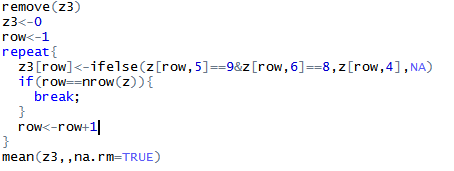 remove(z3)
z3<-0
row<-1
repeat{
  z3[row]<-ifelse(z[row,5]==9&z[row,6]==8,z[row,4],NA)
  if(row==nrow(z)){
    break;
  }
  row<-row+1
}
mean(z3,,na.rm=TRUE)